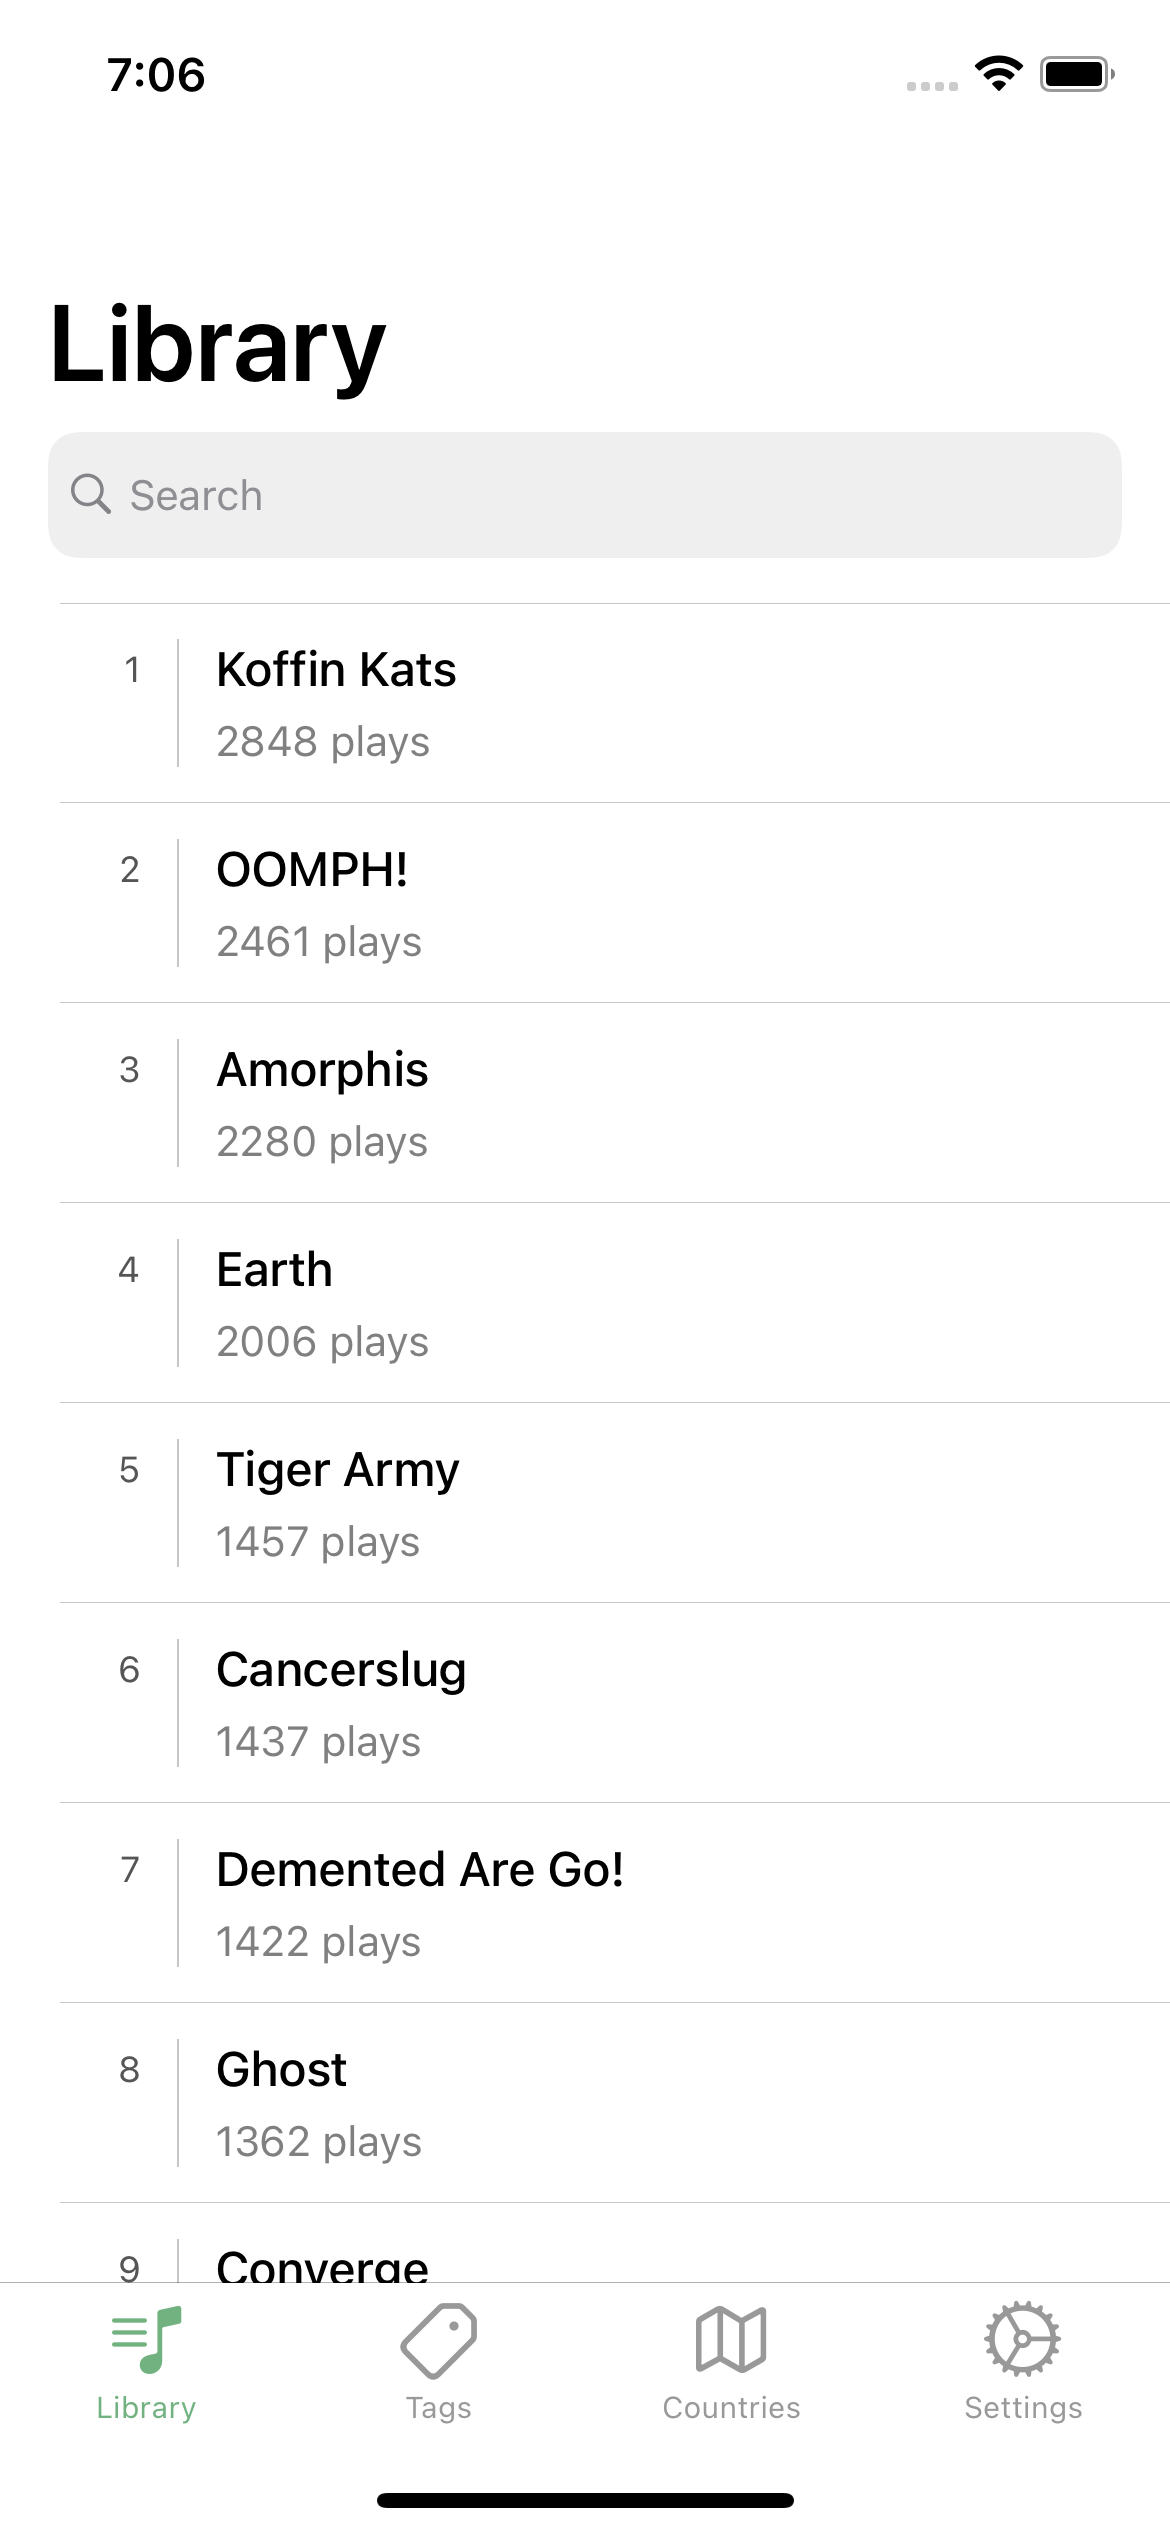 7:06
Library
Search
1
Koffin Kats
2848 plays
2
OOMPH!
2461 plays
3
Amorphis
2280 plays
4
Earth
2006 plays
5
Tiger Army
1457 plays
6
Cancerslug
1437 plays
7
Demented Are Go!
1422 plays
8
Ghost
1362 plays
9
Converge
Library
Tags
Countries
Settings